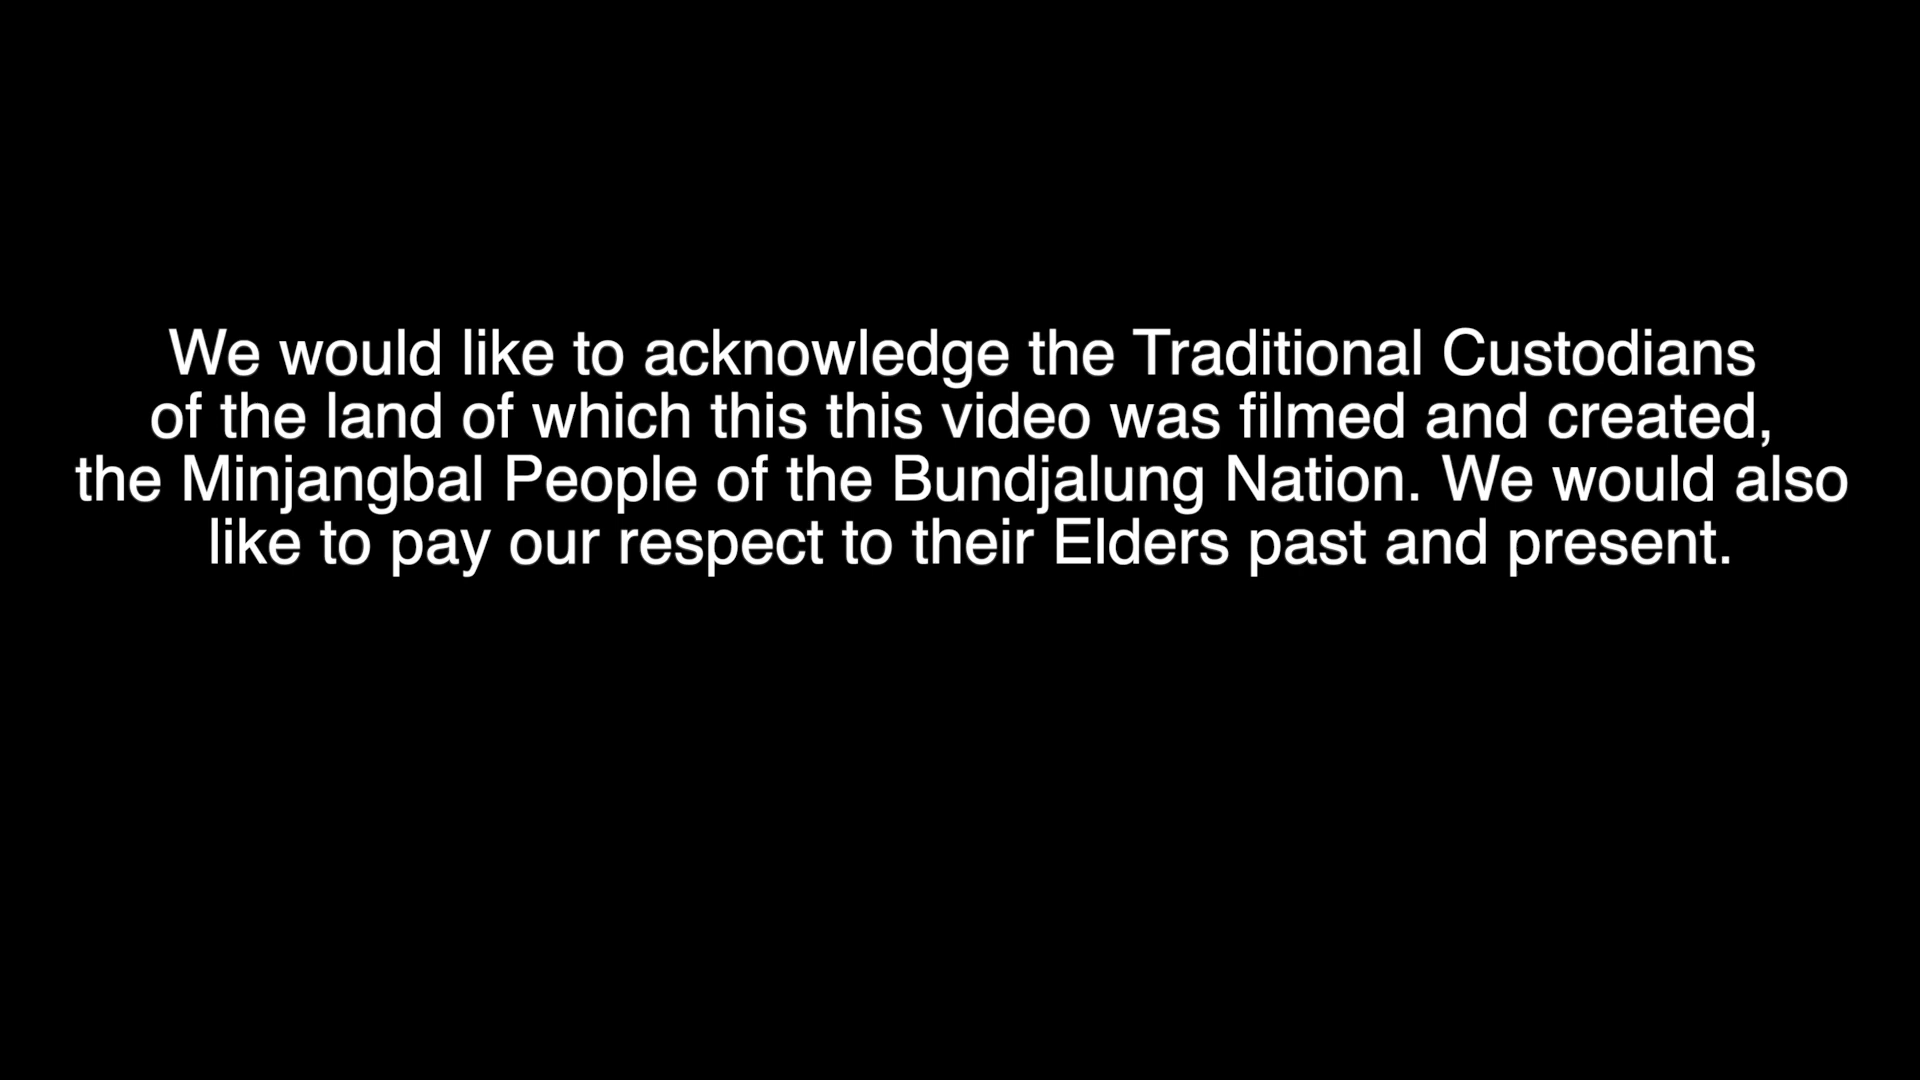 We would like to acknowledge the Traditional Custodians
of the land of which this this video was filmed and created,
the Minjangbal People of the Bundjalung Nation. We would also
like to pay our respect to their Elders past and present.